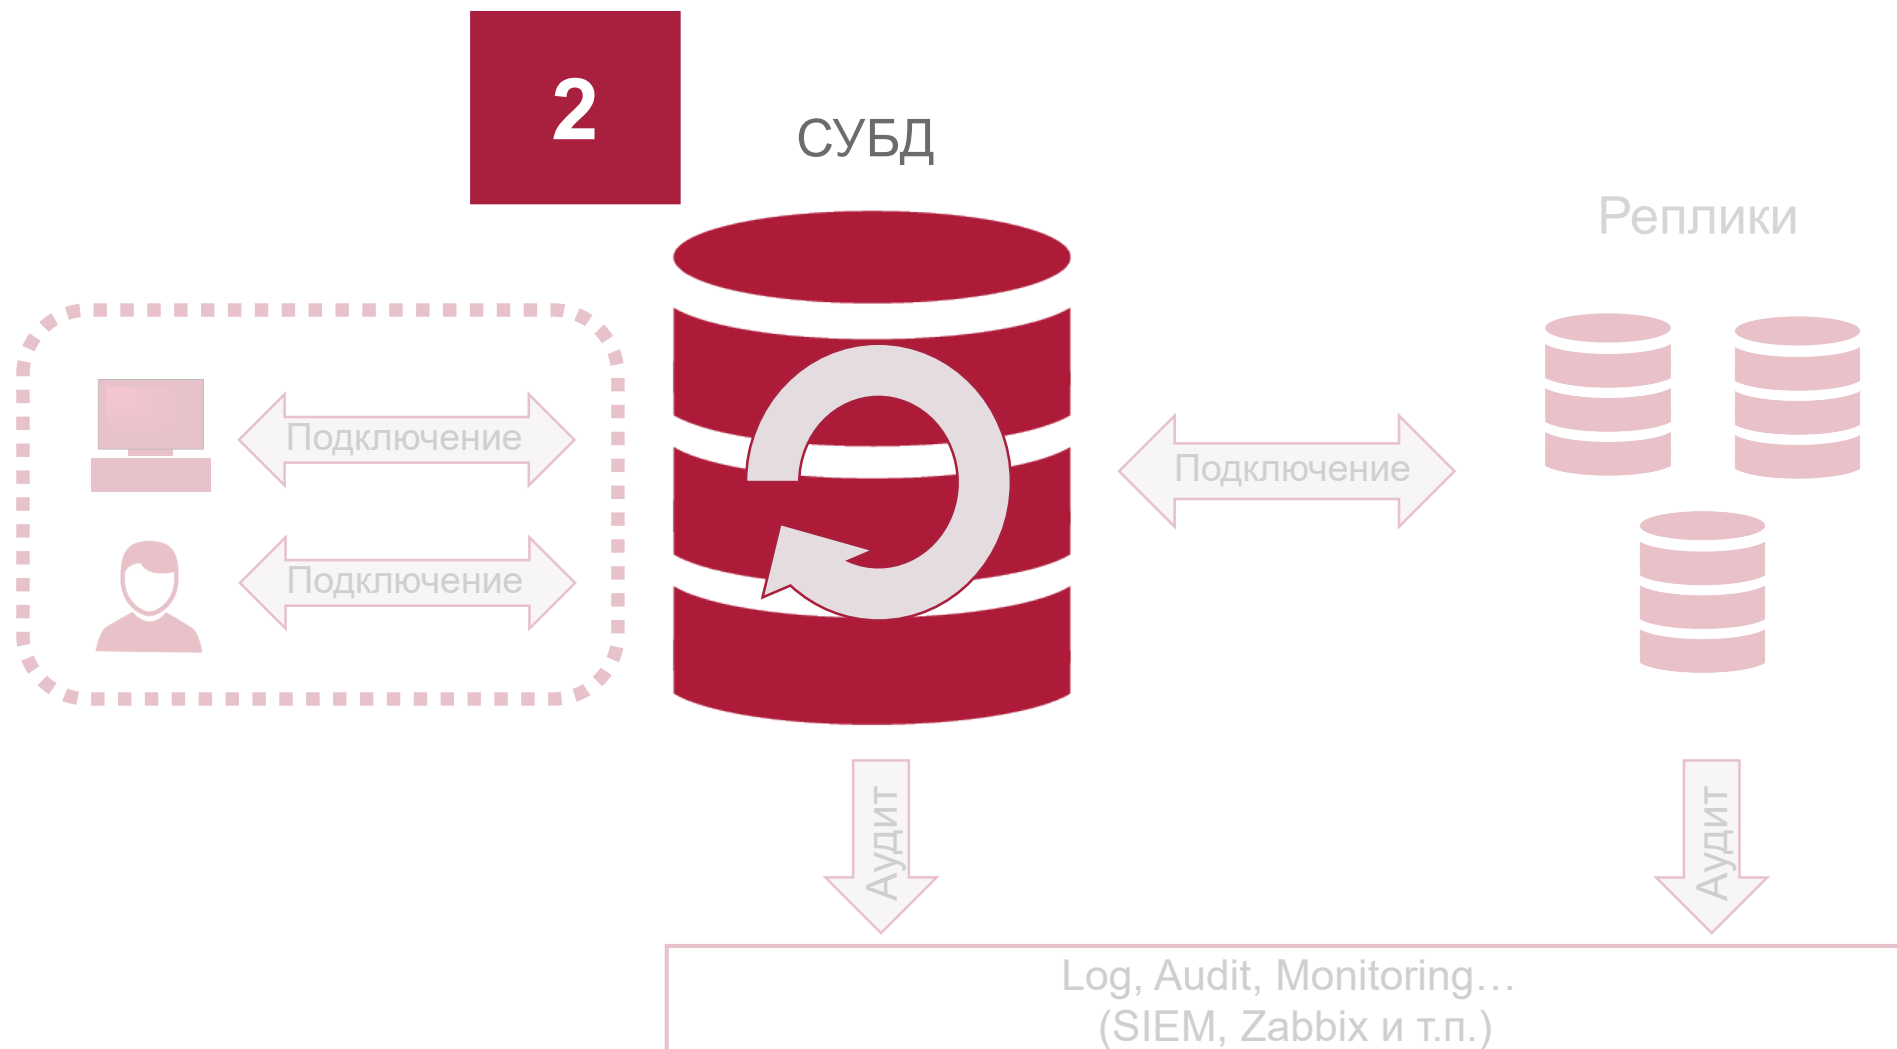 2
СУБД
Реплики
Подключение
Подключение
Подключение
Аудит
Аудит
Log, Audit, Monitoring…
(SIEM, Zabbix и т.п.)